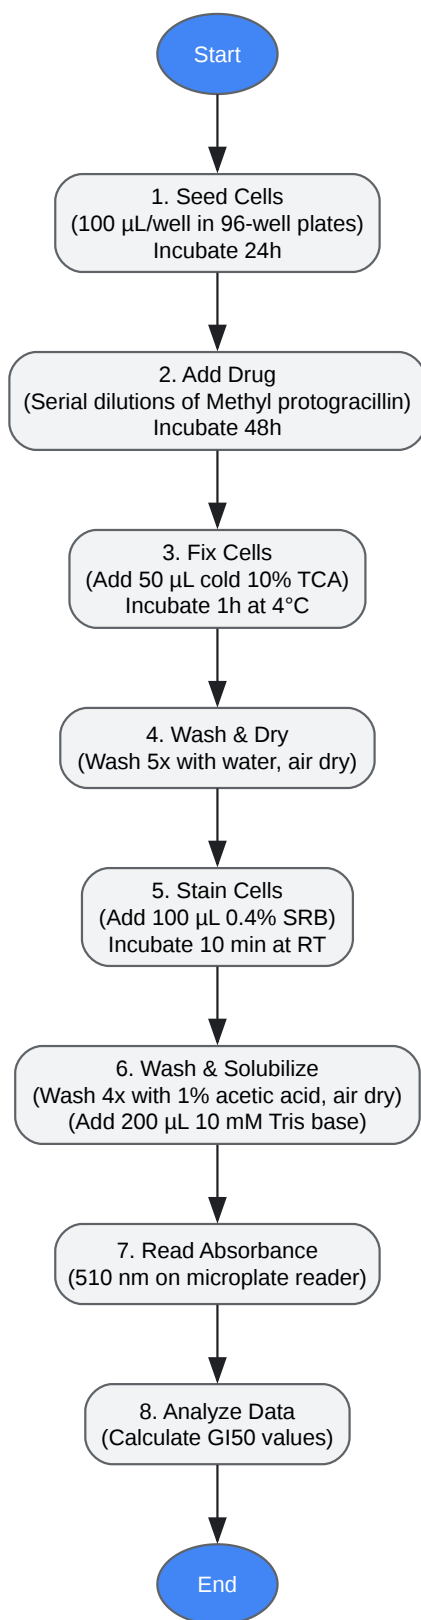 Start
1. Seed Cells
(100 µL/well in 96-well plates)
Incubate 24h
2. Add Drug
(Serial dilutions of Methyl protogracillin)
Incubate 48h
3. Fix Cells
(Add 50 µL cold 10% TCA)
Incubate 1h at 4°C
4. Wash & Dry
(Wash 5x with water, air dry)
5. Stain Cells
(Add 100 µL 0.4% SRB)
Incubate 10 min at RT
6. Wash & Solubilize
(Wash 4x with 1% acetic acid, air dry)
(Add 200 µL 10 mM Tris base)
7. Read Absorbance
(510 nm on microplate reader)
8. Analyze Data
(Calculate GI50 values)
End